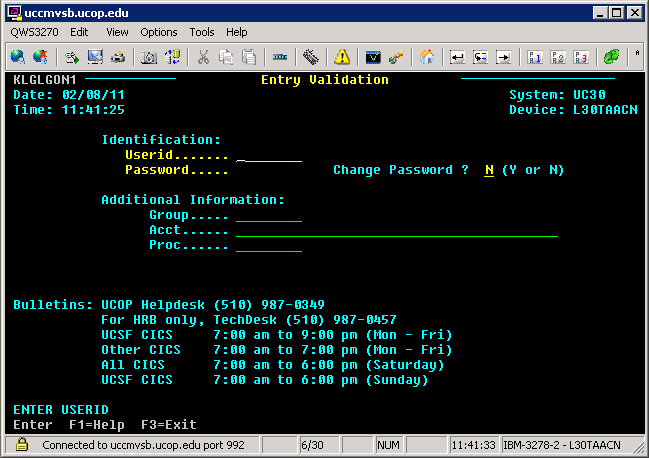 uccmvsb.ucop.edu
QWS3270 Edit View Options Tools Help
KLGLGON1 Entry Validation
Date: 02/08/11 System: UC30
Time: 11:41:25 Device: L30TAACN
Identification:
Userid.......
Password..... Change Password ? N (Y or N)
Additional Information:
Group.....
Acct......
Proc......
Bulletins: UCOP Helpdesk (510) 987-0349
For HRB only, TechDesk (510) 987-0457
UCSF CICS 7:00 am to 9:00 pm (Mon - Fri)
Other CICS 7:00 am to 7:00 pm (Mon - Fri)
All CICS 7:00 am to 6:00 pm (Saturday)
UCSF CICS 7:00 am to 6:00 pm (Sunday)
ENTER USERID
Enter F1=Help F3=Exit
Connected to uccmvsb.ucop.edu port 992 6/30 NUM 11:41:33 IBM-3278-2 - L30TAACN